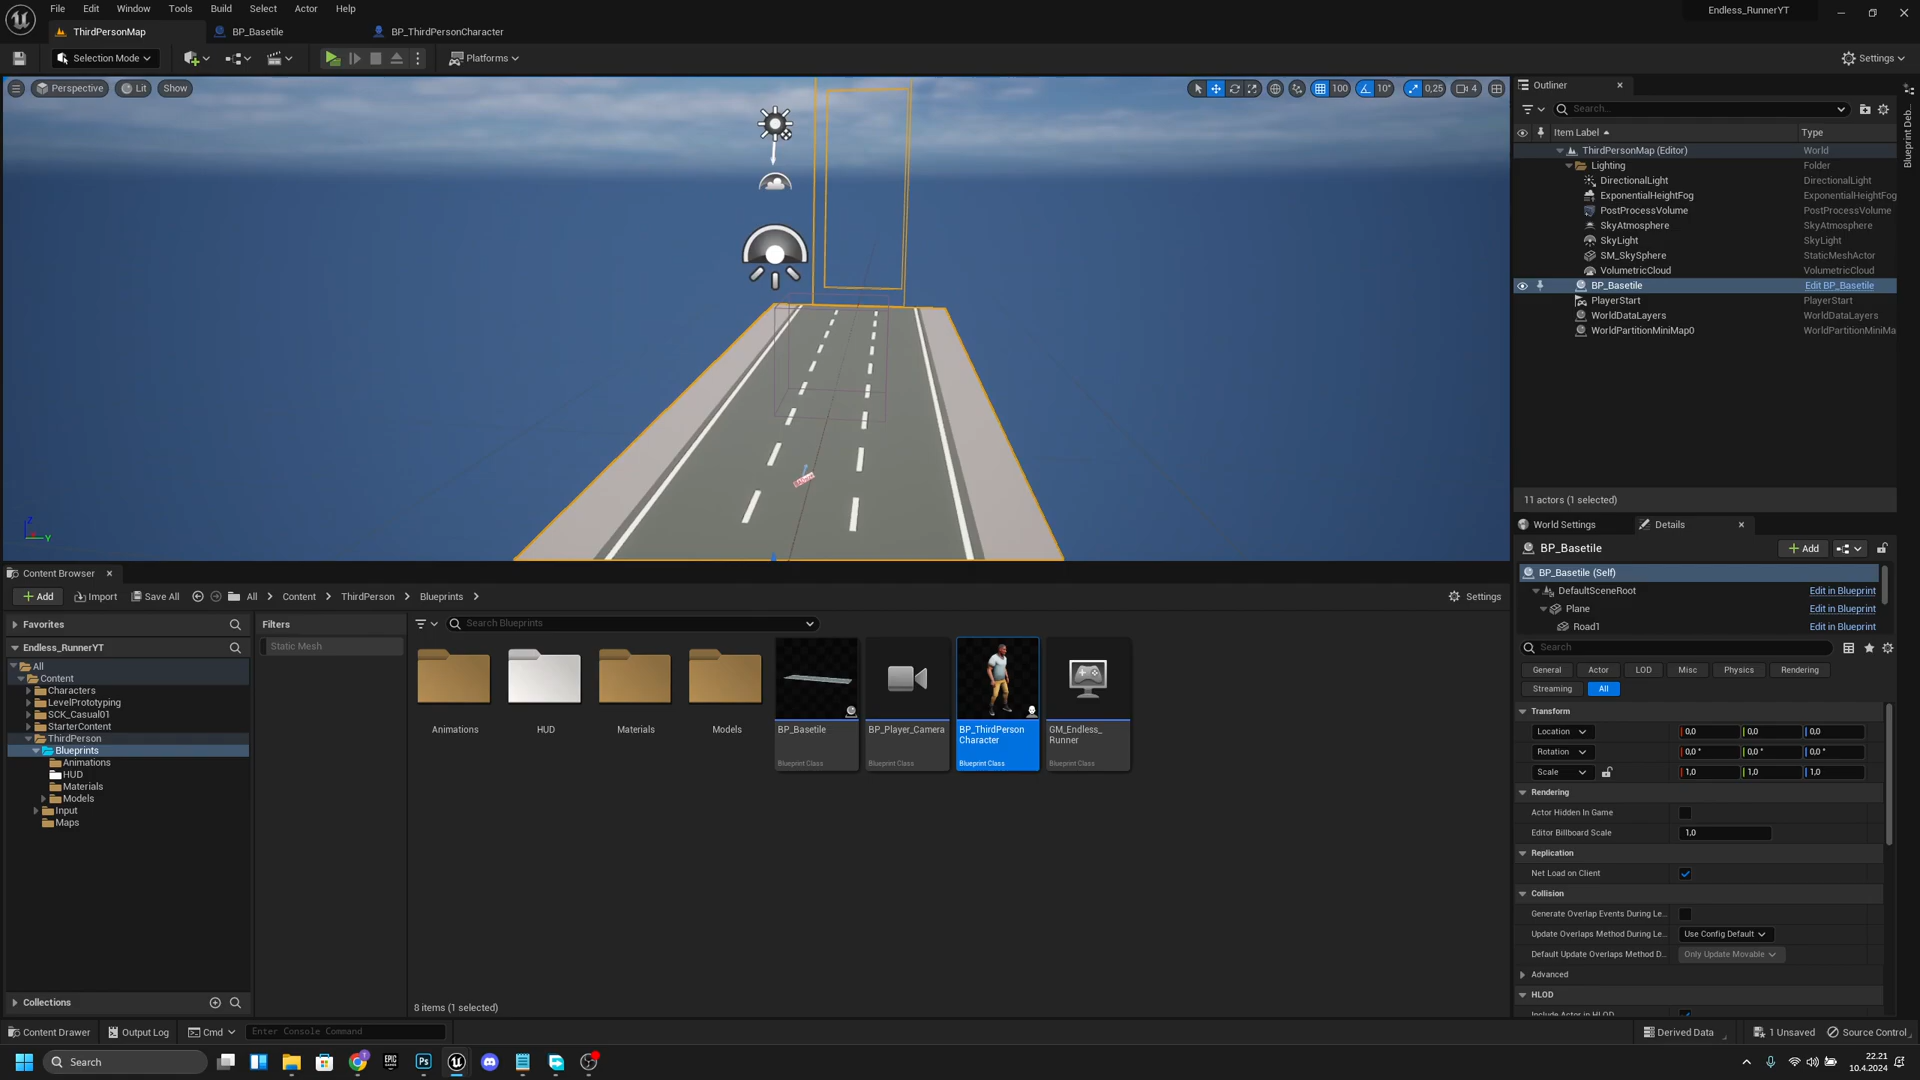 File Edit Window Tools Build Select Actor Help
Endless_RunnerYT
ThirdPersonMap BP_Basetile BP_ThirdPersonCharacter
Selection Mode Platforms Settings
Perspective Lit Show 100 10° 0,25 4
Outliner
Search...
Item Label Type
ThirdPersonMap (Editor) World
Lighting Folder
DirectionalLight DirectionalLight
ExponentialHeightFog ExponentialHeightFog
PostProcessVolume PostProcessVolume
SkyAtmosphere SkyAtmosphere
SkyLight SkyLight
SM_SkySphere StaticMeshActor
VolumetricCloud VolumetricCloud
BP_Basetile Edit BP_Basetile
PlayerStart PlayerStart
WorldDataLayers WorldDataLayers
WorldPartitionMiniMap0 WorldPartitionMiniMa
11 actors (1 selected)
Blueprint Deb...
Z
Y
World Settings Details
BP_Basetile Add
BP_Basetile (Self)
DefaultSceneRoot Edit in Blueprint
Plane Edit in Blueprint
Road1 Edit in Blueprint
Search
General Actor LOD Misc Physics Rendering
Streaming All
Transform
Location 0,0 0,0 0,0
Rotation 0,0 ° 0,0 ° 0,0 °
Scale 1,0 1,0 1,0
Rendering
Actor Hidden In Game
Editor Billboard Scale 1,0
Replication
Net Load on Client
Collision
Generate Overlap Events During Le...
Update Overlaps Method During Le... Use Config Default
Default Update Overlaps Method D... Only Update Movable
Advanced
HLOD
Include Actor in HLOD
Content Browser
Add Import Save All All Content ThirdPerson Blueprints Settings
Favorites
Filters
Search Blueprints
Static Mesh
Endless_RunnerYT
All
Content
Characters
LevelPrototyping
SCK_Casual01
StarterContent
ThirdPerson
Blueprints
Animations
HUD
Materials
Models
Input
Maps
Collections
Animations HUD Materials Models
BP_Basetile
Blueprint Class
BP_Player_Camera
Blueprint Class
BP_ThirdPerson
Character
Blueprint Class
GM_Endless_
Runner
Blueprint Class
8 items (1 selected)
Content Drawer Output Log Cmd Enter Console Command Derived Data 1 Unsaved Source Control
Search
EPIC
Ps
22.21
10.4.2024